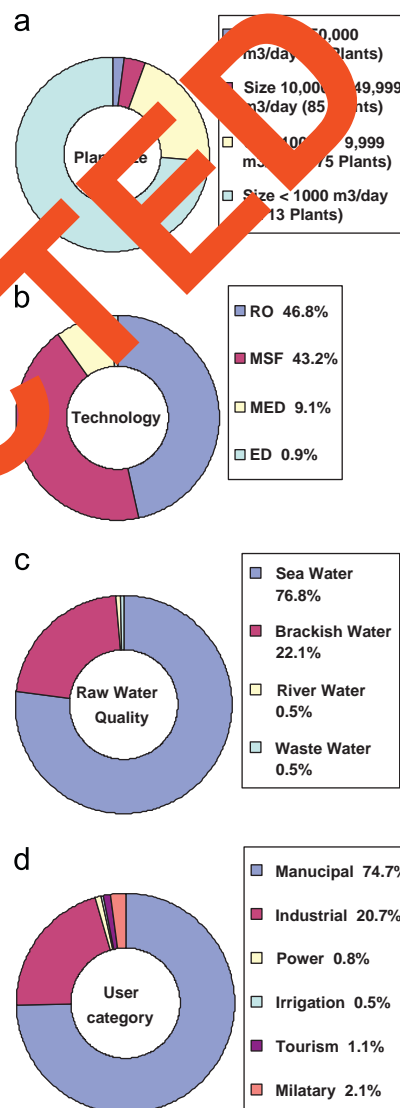 a
50,000
m3/day
Plants)
Size 10,000 49,999
m3/day (85
9,999
75 Plants)
Size < 1000 m3/day
13 Plants)
b
RO 46.8%
MSF 43.2%
MED 9.1%
ED 0.9%
Technology
c
Sea Water
76.8%
Brackish Water
22.1%
River Water
0.5%
Waste Water
0.5%
Raw Water
Quality
d
Manucipal 74.7%
Industrial 20.7%
Power 0.8%
Irrigation 0.5%
Tourism 1.1%
Milatary 2.1%
User
category
CTED